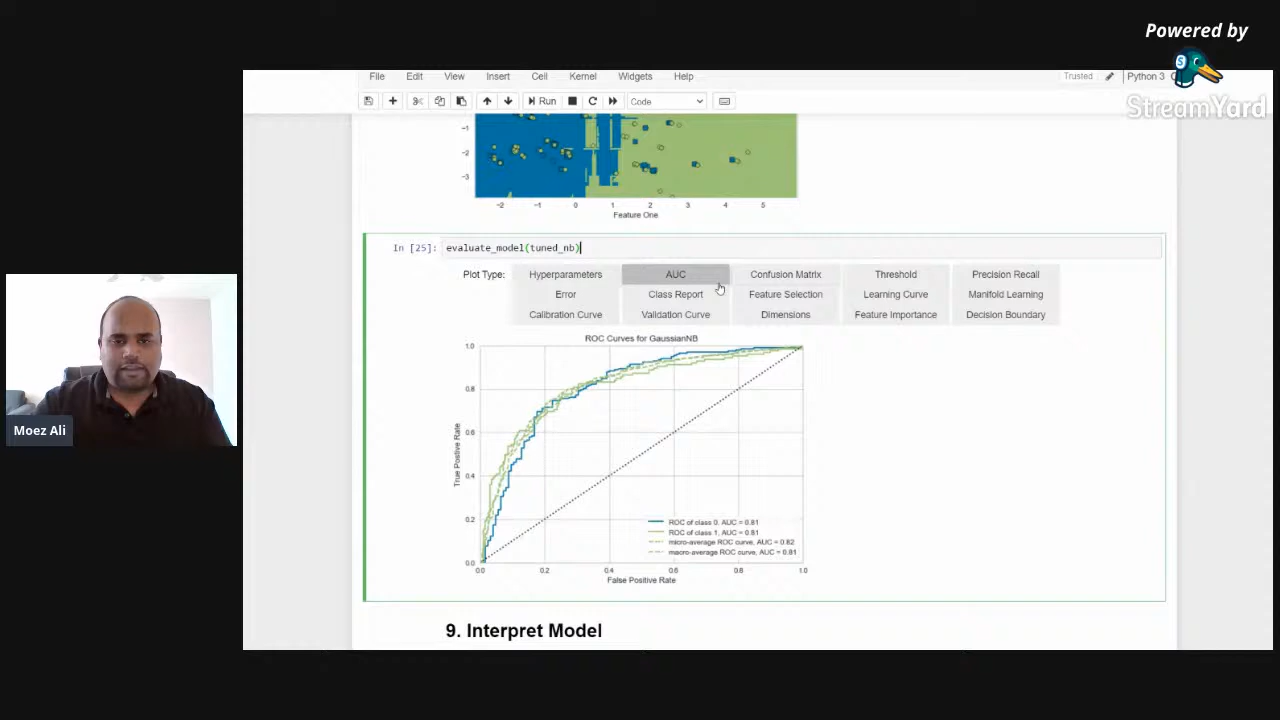 Powered by
StreamYard
File Edit View Insert Cell Kernel Widgets Help
Trusted Python 3
Run Code
−1
−2
−3
−2 −1 0 1 2 3 4 5
Feature One
In [25]: evaluate_model(tuned_nb)
Plot Type: Hyperparameters AUC Confusion Matrix Threshold Precision Recall
Error Class Report Feature Selection Learning Curve Manifold Learning
Calibration Curve Validation Curve Dimensions Feature Importance Decision Boundary
ROC Curves for GaussianNB
1.0
0.8
0.6
0.4
0.2
0.0
True Positive Rate
ROC of class 0, AUC = 0.81
ROC of class 1, AUC = 0.81
micro-average ROC curve, AUC = 0.82
macro-average ROC curve, AUC = 0.81
0.0 0.2 0.4 0.6 0.8 1.0
False Positive Rate
9. Interpret Model
Moez Ali